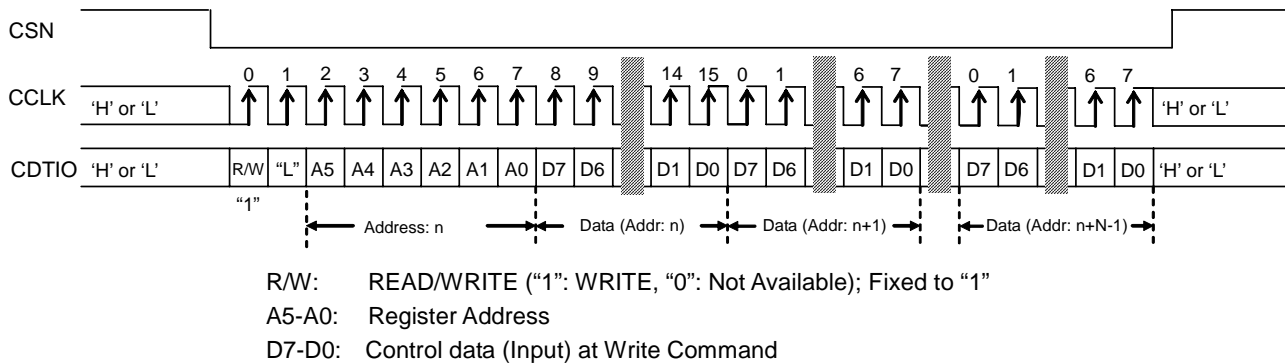 CSN
0 1 2 3 4 5 6 7 8 9 14 15 0 1 6 7 0 1 6 7
CCLK 'H' or 'L' 'H' or 'L'
CDTIO 'H' or 'L' R/W "L" A5 A4 A3 A2 A1 A0 D7 D6 D1 D0 D7 D6 D1 D0 D7 D6 D1 D0 'H' or 'L'
"1"
Address: n Data (Addr: n) Data (Addr: n+1) Data (Addr: n+N-1)
R/W: READ/WRITE (“1”: WRITE, “0”: Not Available); Fixed to “1”
A5-A0: Register Address
D7-D0: Control data (Input) at Write Command